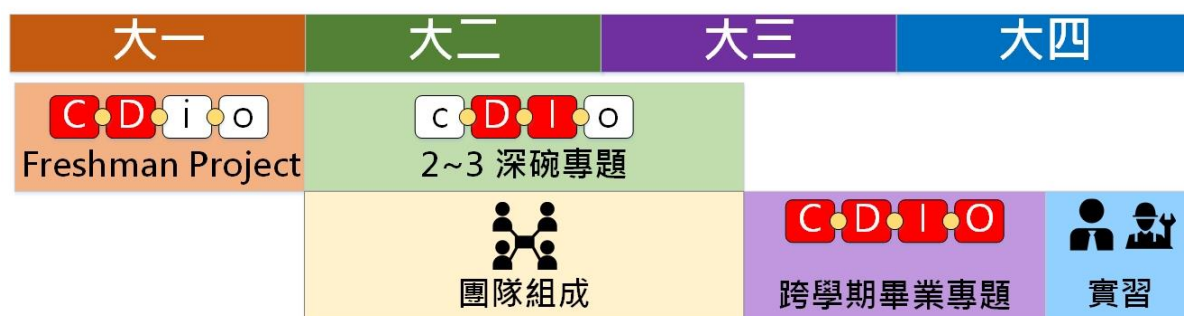 大一
大二
大三
大四
C D i o
Freshman Project
c D I o
2~3 深碗專題
團隊組成
C D I O
跨學期畢業專題
實習